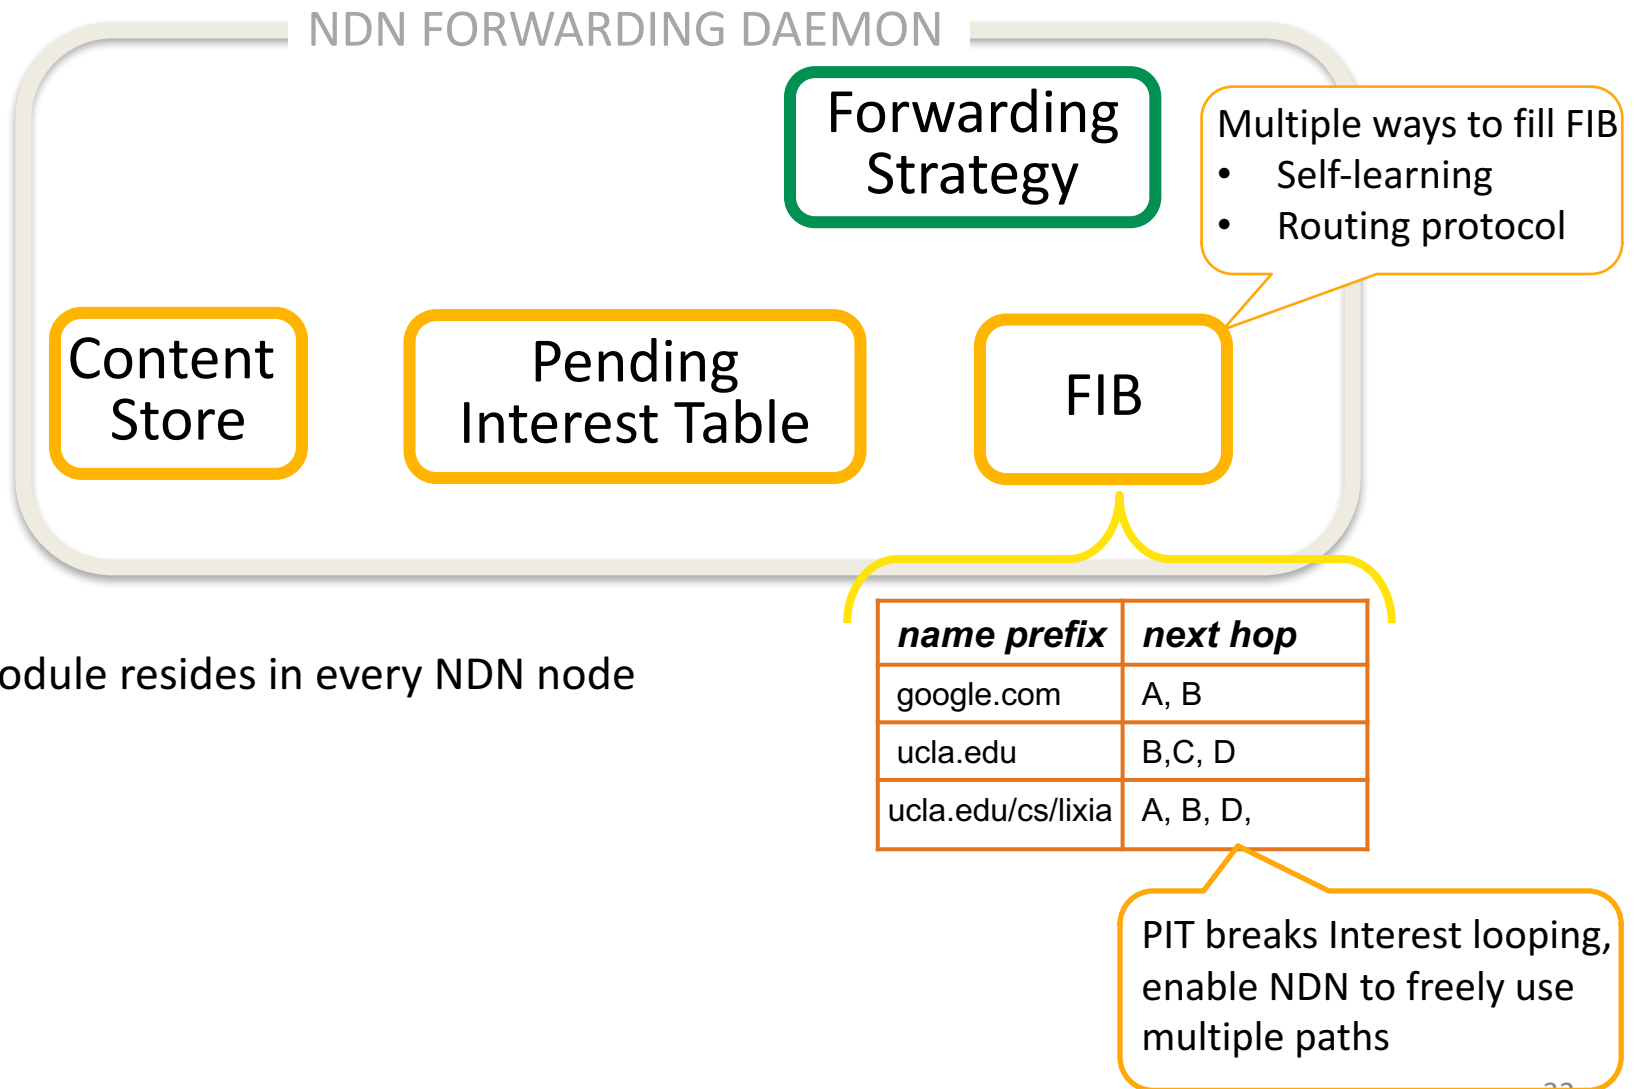 NDN FORWARDING DAEMON
Forwarding
Strategy
Multiple ways to fill FIB
• Self-learning
• Routing protocol
Content
Store
Pending
Interest Table
FIB
name prefix next hop
google.com A, B
ucla.edu B,C, D
ucla.edu/cs/lixia A, B, D,
odule resides in every NDN node
PIT breaks Interest looping,
enable NDN to freely use
multiple paths